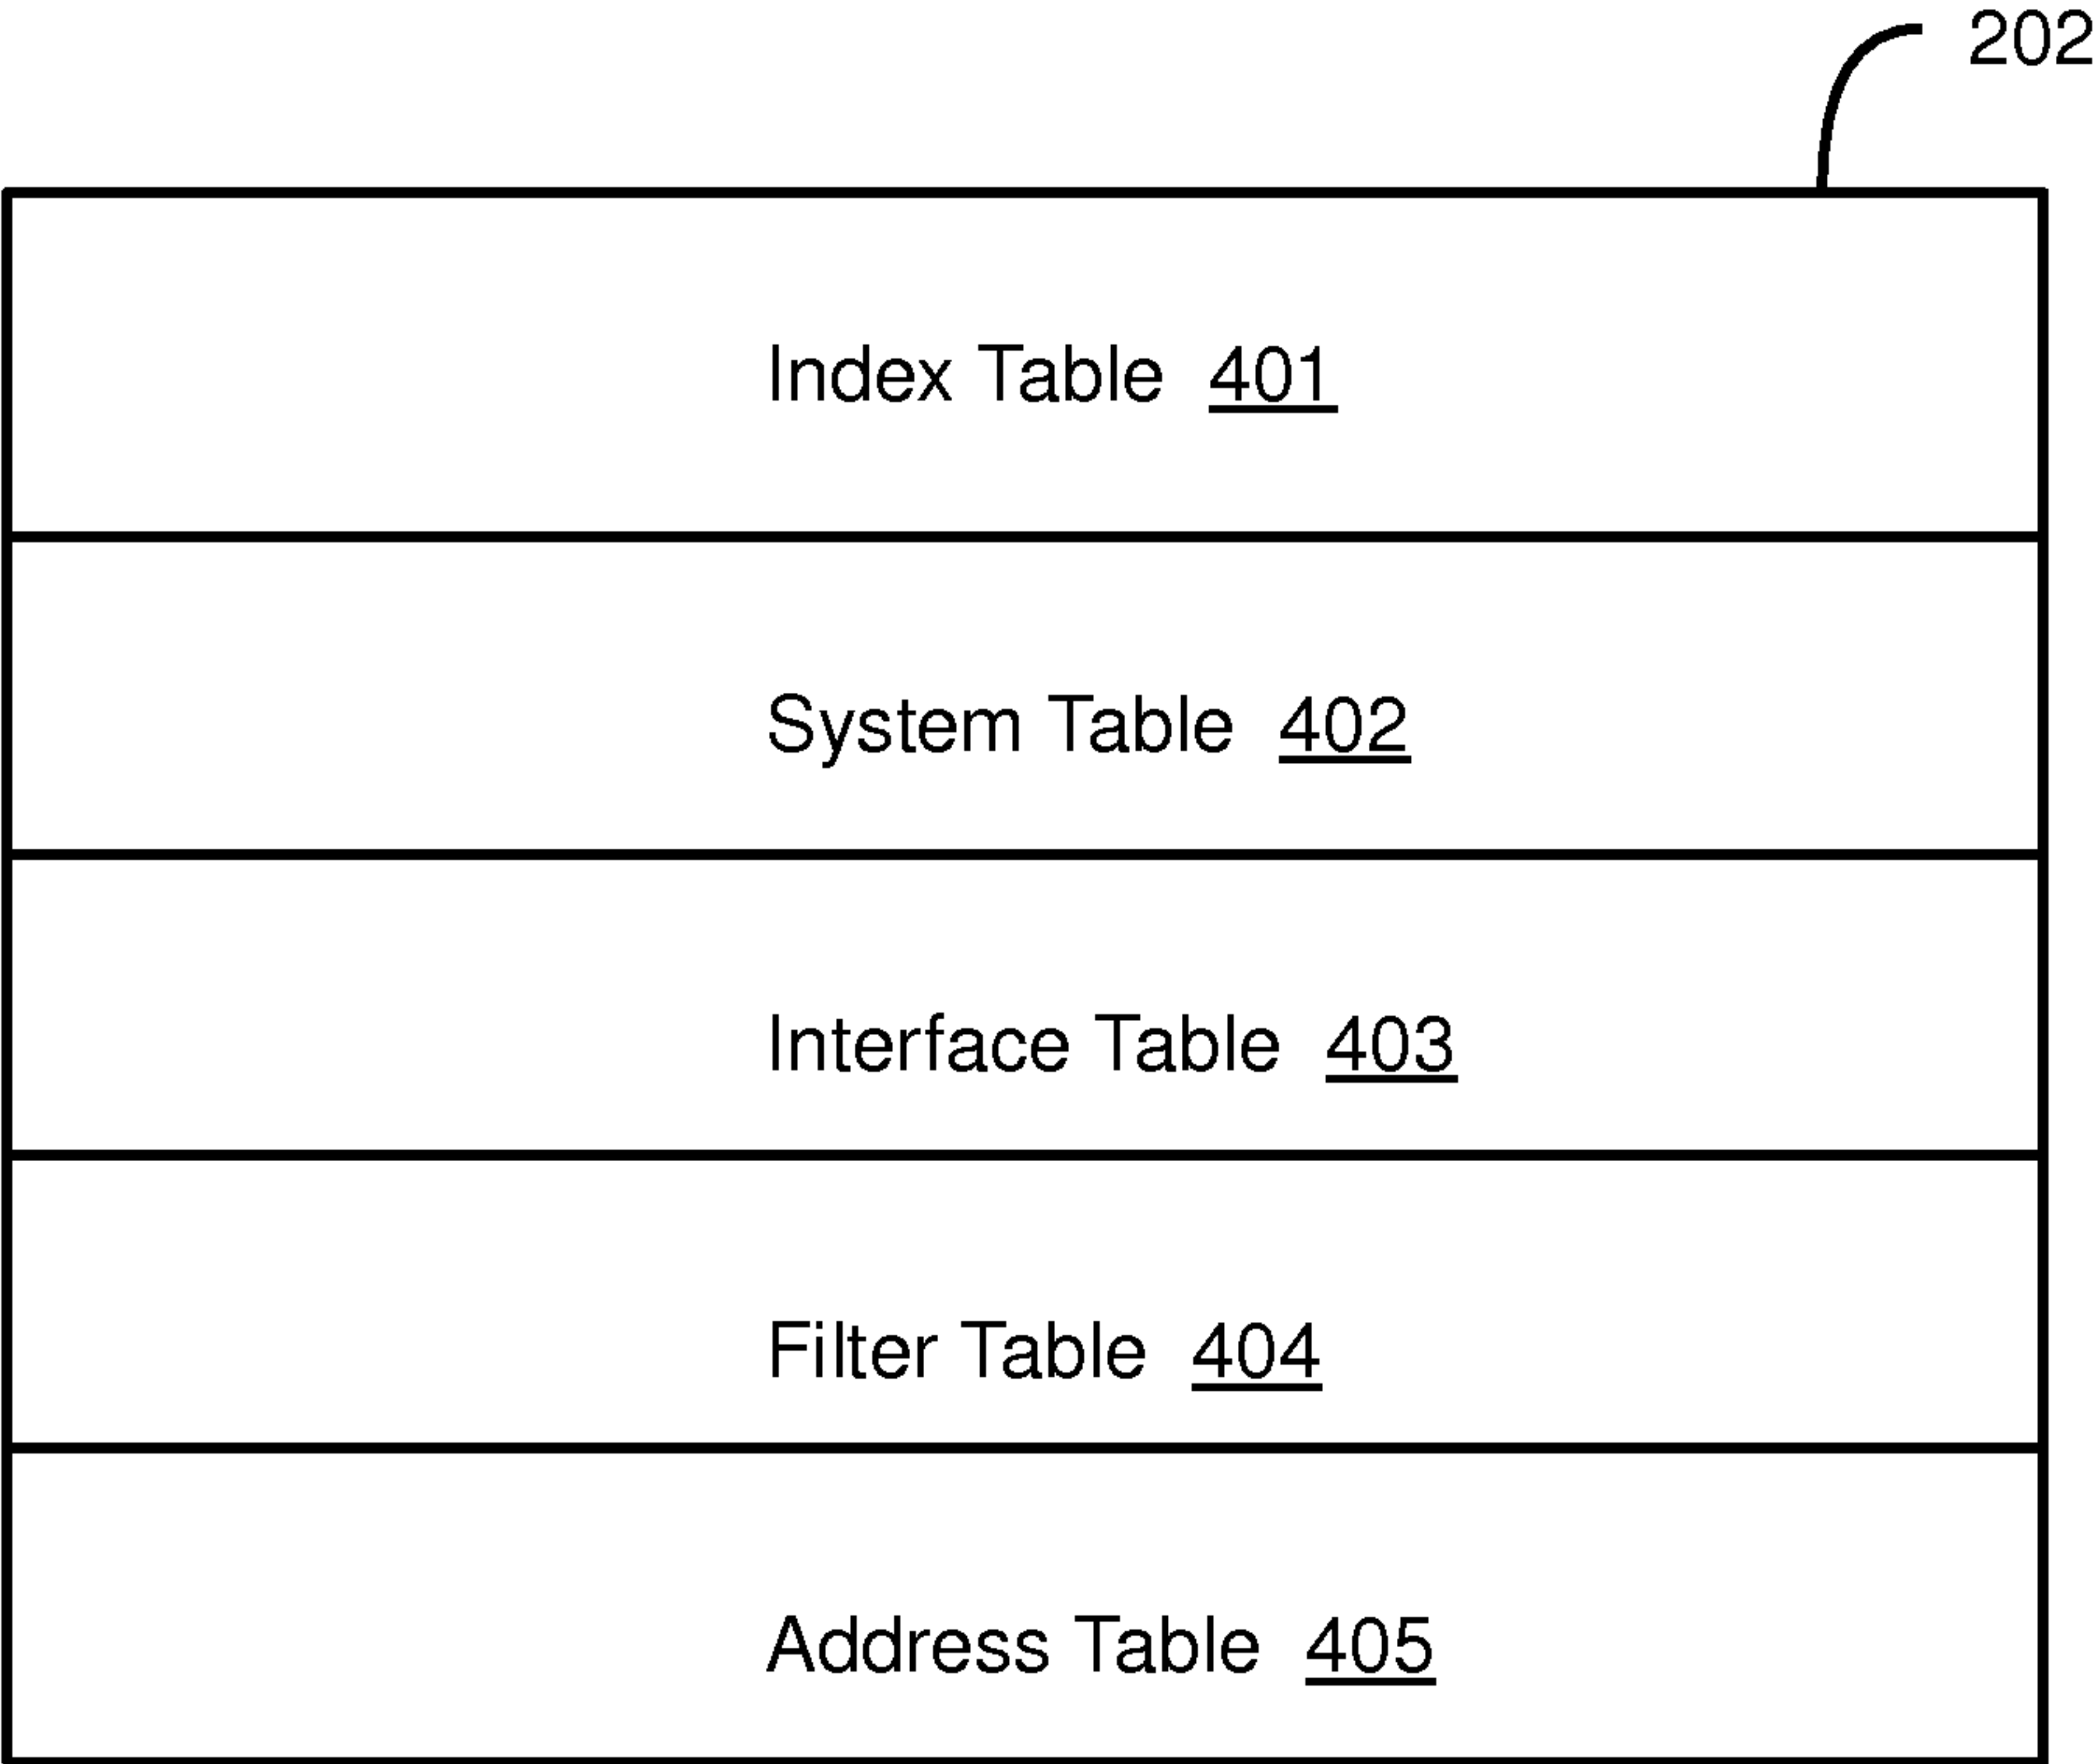 202
Index Table 401
System Table 402
Interface Table 403
Filter Table 404
Address Table 405